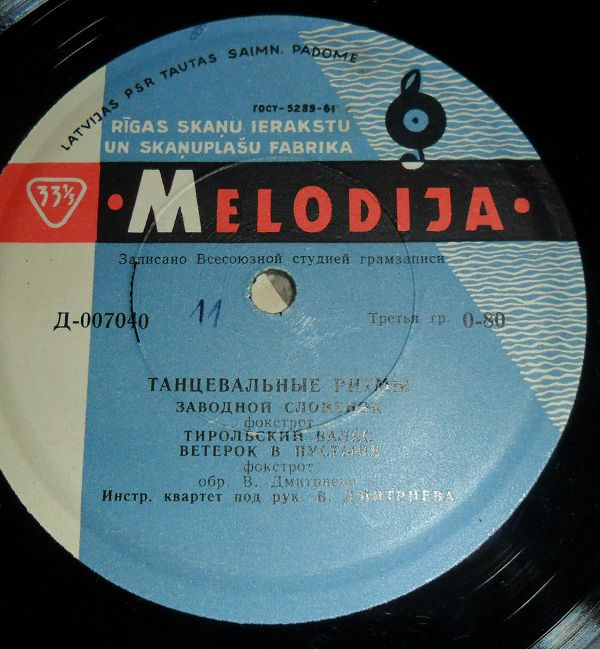 LATVIJAS PSR TAUTAS SAIMN. PADOME
ГОСТ-5289-61
RĪGAS SKAŅU IERAKSTU
UN SKAŅUPLAŠU FABRIKA
33⅓
•MELODIJA•
Записано Всесоюзной студией грамзаписи
Д-007040 11 Третья гр. 0-80
ТАНЦЕВАЛЬНЫЕ РИТМЫ
ЗАВОДНОЙ СЛОНЕНОК
фокстрот
ТИРОЛЬСКИЙ ВАЛЬС
ВЕТЕРОК В ПУСТЫНЕ
фокстрот
обр. В. Дмитриева
Инстр. квартет под рук. В. ДМИТРИЕВА